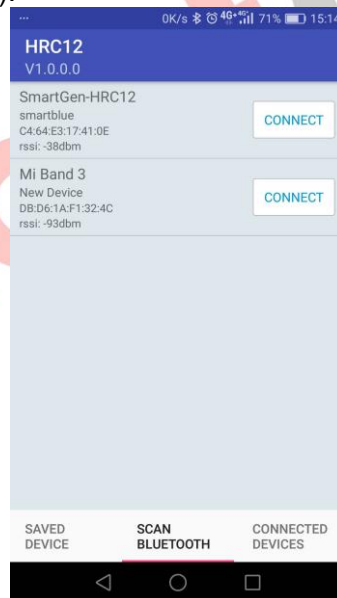 ).
... 0K/s 4G+ 4G 71% 15:14
HRC12
V1.0.0.0
SmartGen-HRC12
smartblue
C4:64:E3:17:41:0E
rssi: -38dbm
CONNECT
Mi Band 3
New Device
DB:D6:1A:F1:32:4C
rssi: -93dbm
CONNECT
SAVED DEVICE
SCAN BLUETOOTH
CONNECTED DEVICES